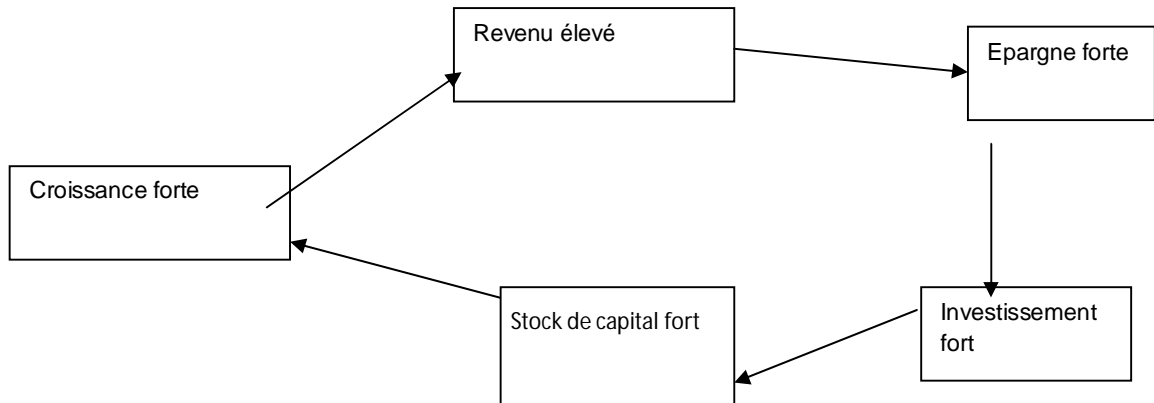 Revenu élevé
Epargne forte
Croissance forte
Stock de capital fort
Investissement
fort